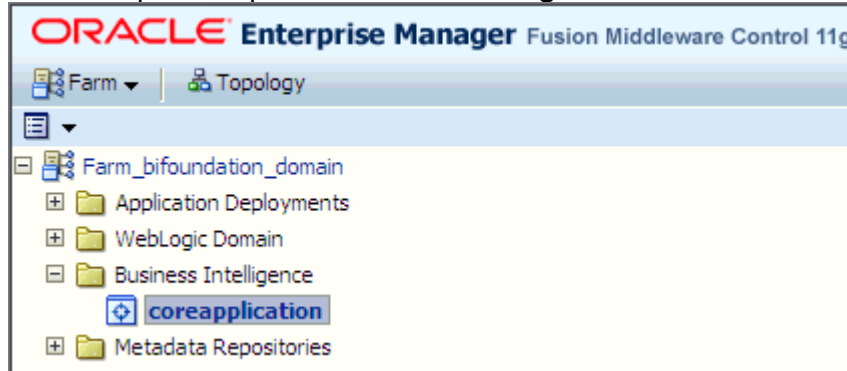 ORACLE Enterprise Manager Fusion Middleware Control 11g
Farm Topology
Farm_bifoundation_domain
Application Deployments
WebLogic Domain
Business Intelligence
coreapplication
Metadata Repositories